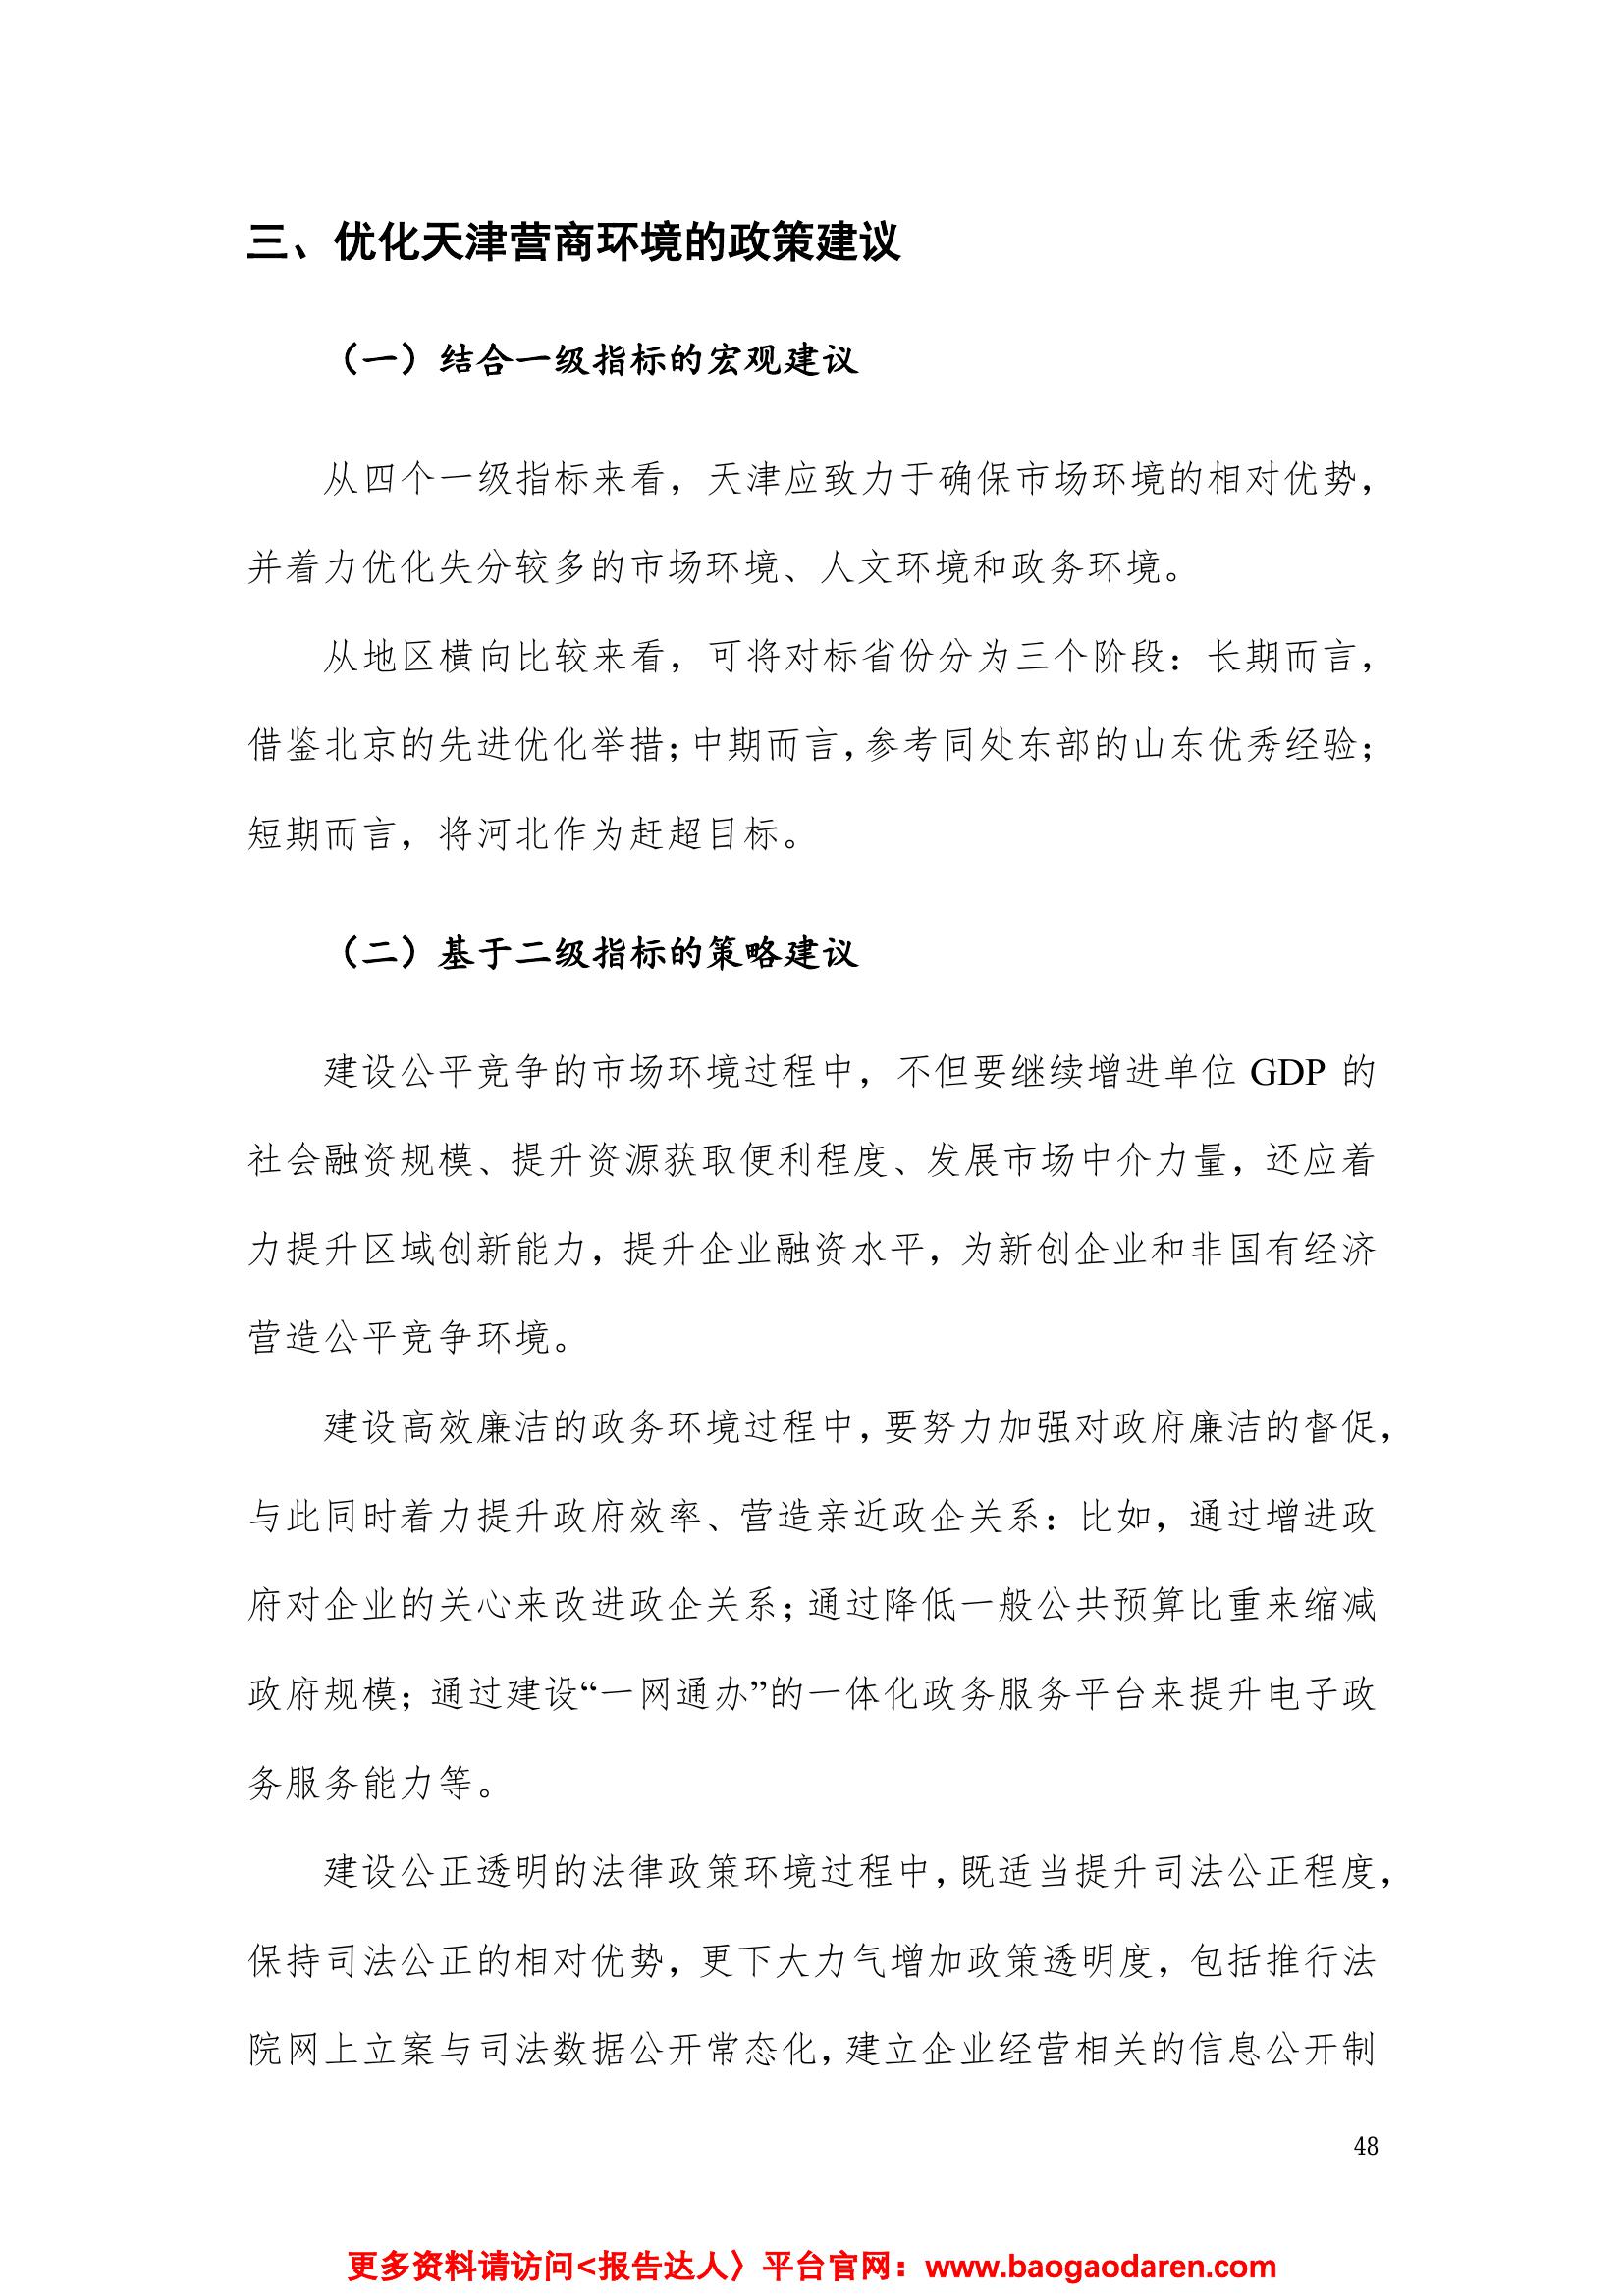 三、优化天津营商环境的政策建议
（一）结合一级指标的宏观建议
从四个一级指标来看，天津应致力于确保市场环境的相对优势，
并着力优化失分较多的市场环境、人文环境和政务环境。
从地区横向比较来看，可将对标省份分为三个阶段：长期而言，
借鉴北京的先进优化举措；中期而言，参考同处东部的山东优秀经验；
短期而言，将河北作为赶超目标。
（二）基于二级指标的策略建议
建设公平竞争的市场环境过程中，不但要继续增进单位 GDP 的
社会融资规模、提升资源获取便利程度、发展市场中介力量，还应着
力提升区域创新能力，提升企业融资水平，为新创企业和非国有经济
营造公平竞争环境。
建设高效廉洁的政务环境过程中，要努力加强对政府廉洁的督促，
与此同时着力提升政府效率、营造亲近政企关系：比如，通过增进政
府对企业的关心来改进政企关系；通过降低一般公共预算比重来缩减
政府规模；通过建设“一网通办”的一体化政务服务平台来提升电子政
务服务能力等。
建设公正透明的法律政策环境过程中，既适当提升司法公正程度，
保持司法公正的相对优势，更下大力气增加政策透明度，包括推行法
院网上立案与司法数据公开常态化，建立企业经营相关的信息公开制
48
更多资料请访问<报告达人〉平台官网：www.baogaodaren.com